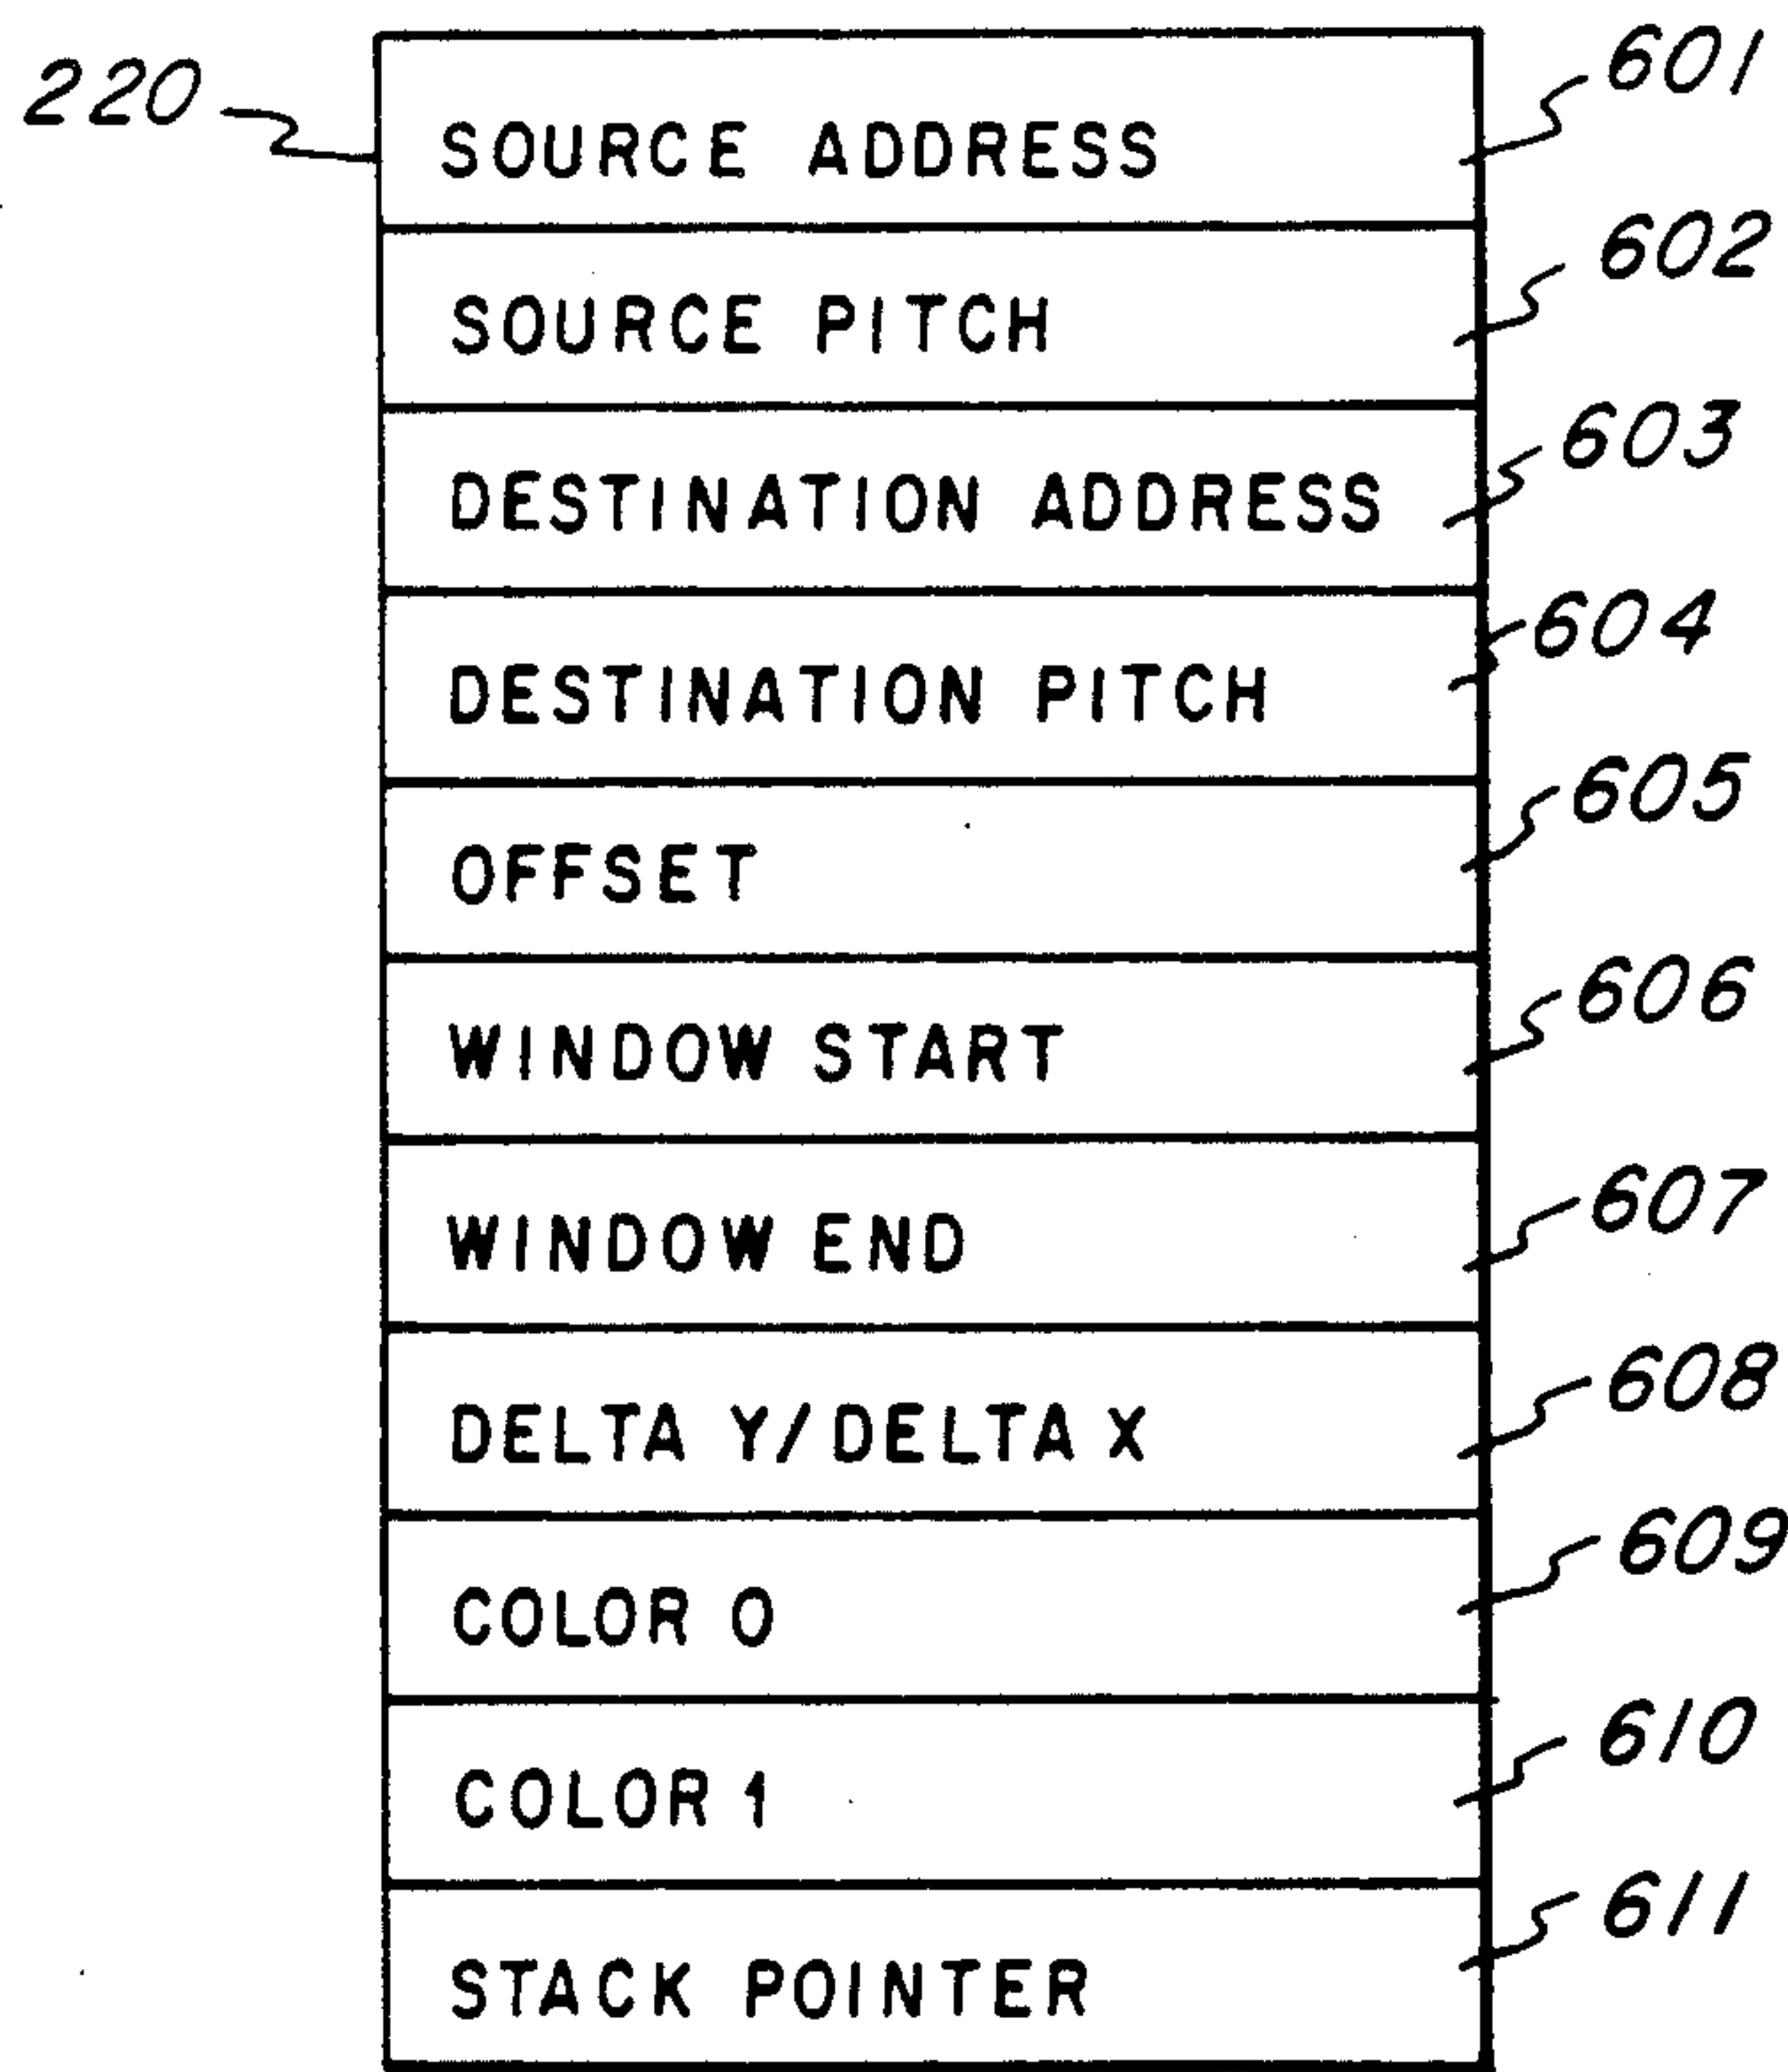 220
SOURCE ADDRESS 601
SOURCE PITCH 602
DESTINATION ADDRESS 603
DESTINATION PITCH 604
OFFSET 605
WINDOW START 606
WINDOW END 607
DELTA Y/DELTA X 608
COLOR 0 609
COLOR 1 610
STACK POINTER 611